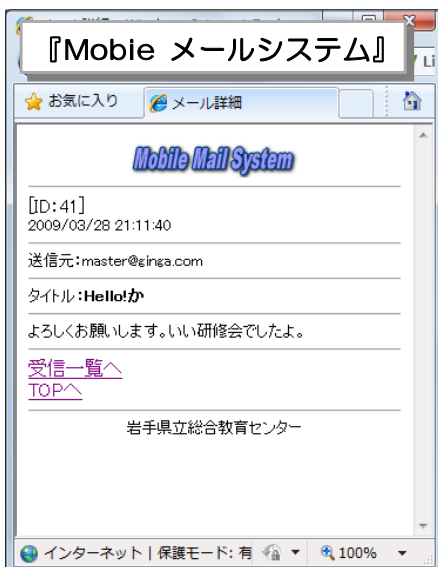 『Mobie メールシステム』
Li
お気に入り
メール詳細
Mobile Mail System
[ID:41]
2009/03/28 21:11:40
送信元:master@ginga.com
タイトル:Hello!か
よろしくお願いします。いい研修会でしたよ。
受信一覧へ
TOPへ
岩手県立総合教育センター
インターネット | 保護モード: 有
100%